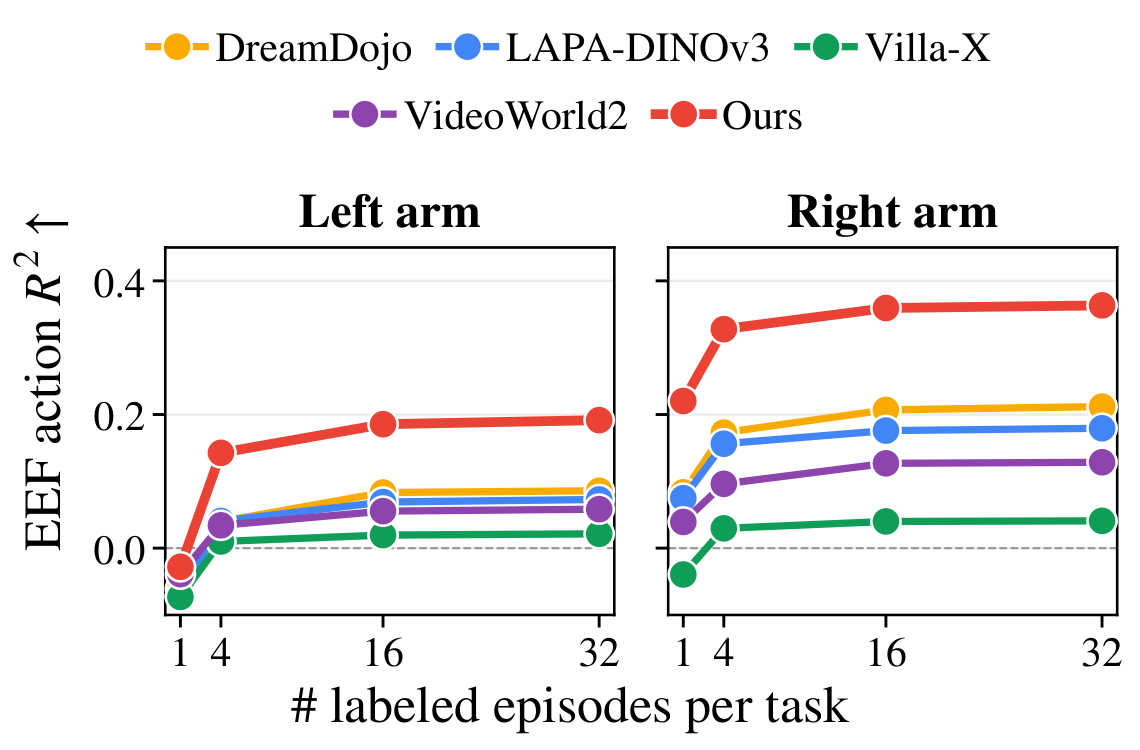 DreamDojo LAPA-DINOv3 Villa-X
VideoWorld2 Ours
Left arm Right arm
EEF action R² ↑
0.4
0.2
0.0
1 4 16 32 1 4 16 32
# labeled episodes per task